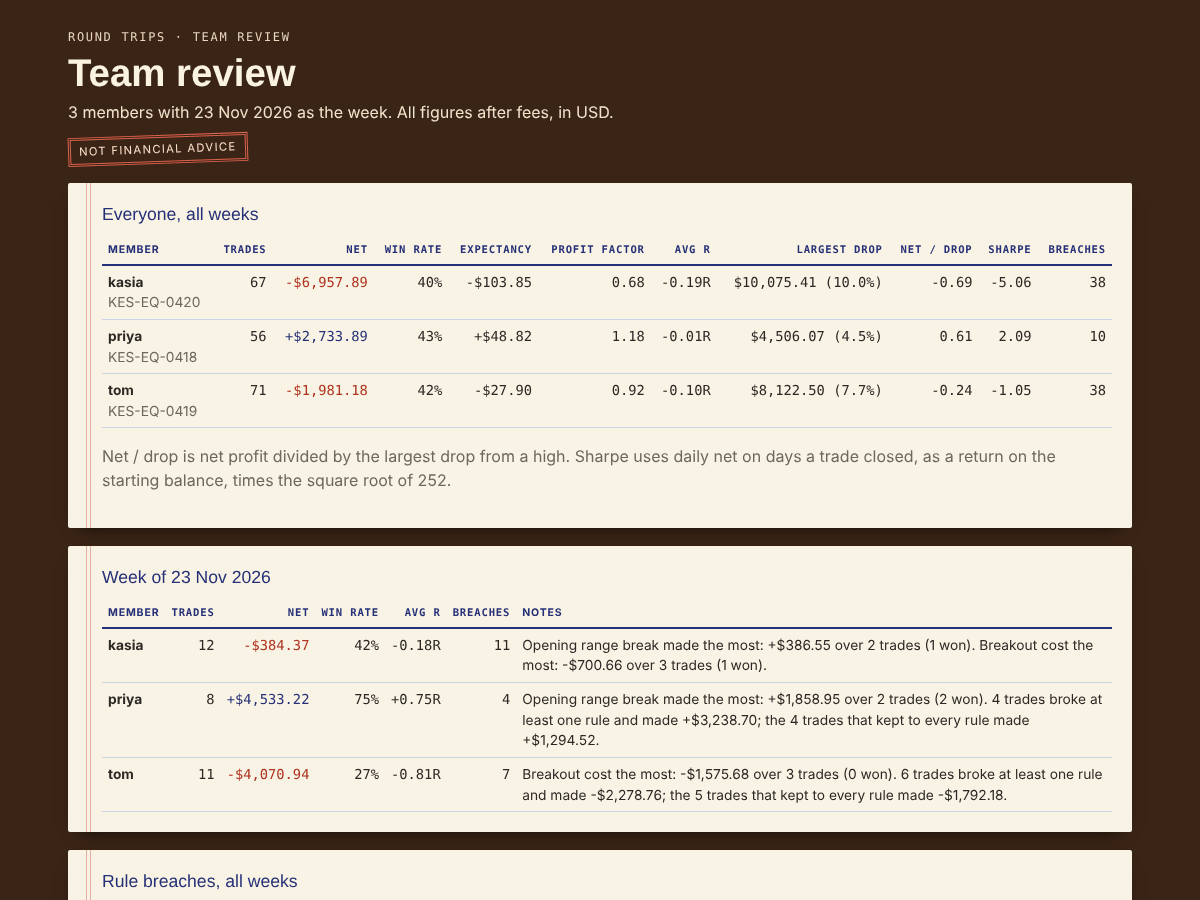 ROUND TRIPS · TEAM REVIEW
Team review
3 members with 23 Nov 2026 as the week. All figures after fees, in USD.
NOT FINANCIAL ADVICE
Everyone, all weeks
MEMBER TRADES NET WIN RATE EXPECTANCY PROFIT FACTOR AVG R LARGEST DROP NET / DROP SHARPE BREACHES
kasia 67 -$6,957.89 40% -$103.85 0.68 -0.19R $10,075.41 (10.0%) -0.69 -5.06 38
KES-EQ-0420
priya 56 +$2,733.89 43% +$48.82 1.18 -0.01R $4,506.07 (4.5%) 0.61 2.09 10
KES-EQ-0418
tom 71 -$1,981.18 42% -$27.90 0.92 -0.10R $8,122.50 (7.7%) -0.24 -1.05 38
KES-EQ-0419
Net / drop is net profit divided by the largest drop from a high. Sharpe uses daily net on days a trade closed, as a return on the
starting balance, times the square root of 252.
Week of 23 Nov 2026
MEMBER TRADES NET WIN RATE AVG R BREACHES NOTES
kasia 12 -$384.37 42% -0.18R 11 Opening range break made the most: +$386.55 over 2 trades (1 won). Breakout cost the
most: -$700.66 over 3 trades (1 won).
priya 8 +$4,533.22 75% +0.75R 4 Opening range break made the most: +$1,858.95 over 2 trades (2 won). 4 trades broke at
least one rule and made +$3,238.70; the 4 trades that kept to every rule made
+$1,294.52.
tom 11 -$4,070.94 27% -0.81R 7 Breakout cost the most: -$1,575.68 over 3 trades (0 won). 6 trades broke at least one rule
and made -$2,278.76; the 5 trades that kept to every rule made -$1,792.18.
Rule breaches, all weeks